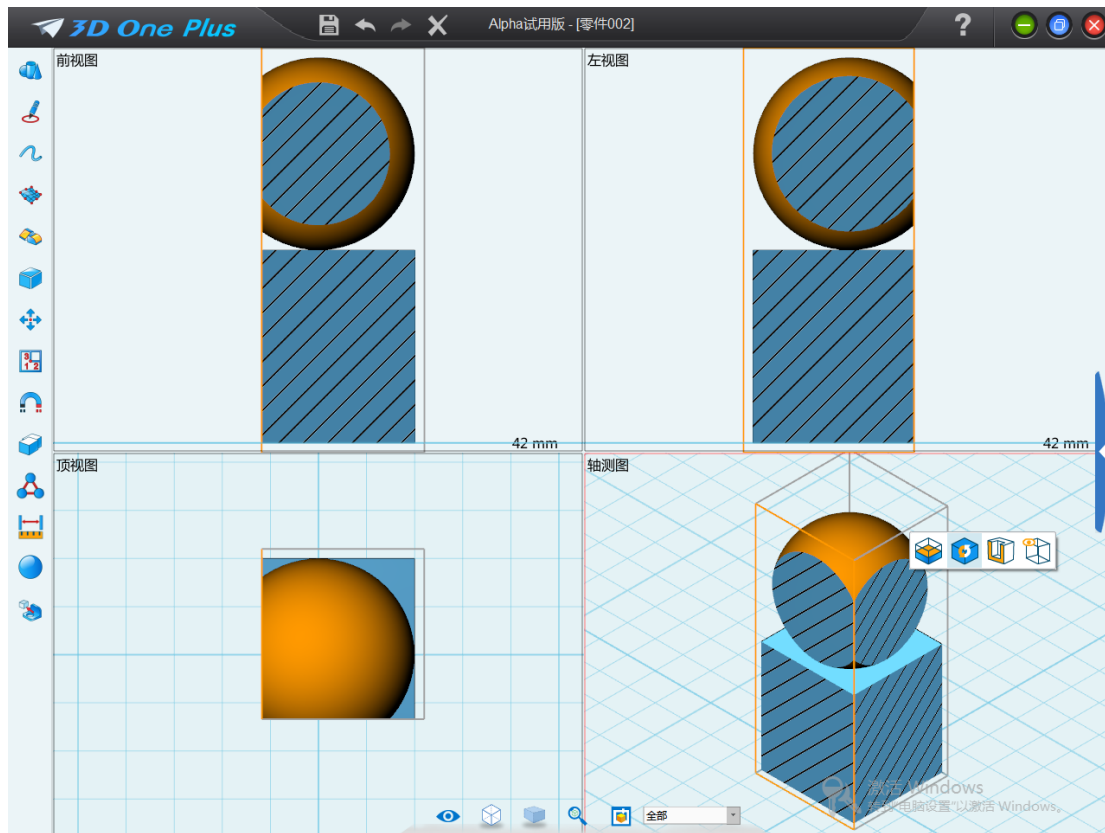 3D One Plus
Alpha试用版 - [零件002]
?
前视图
左视图
42 mm
42 mm
顶视图
轴测图
激活 Windows
转到"电脑设置"以激活 Windows。
全部